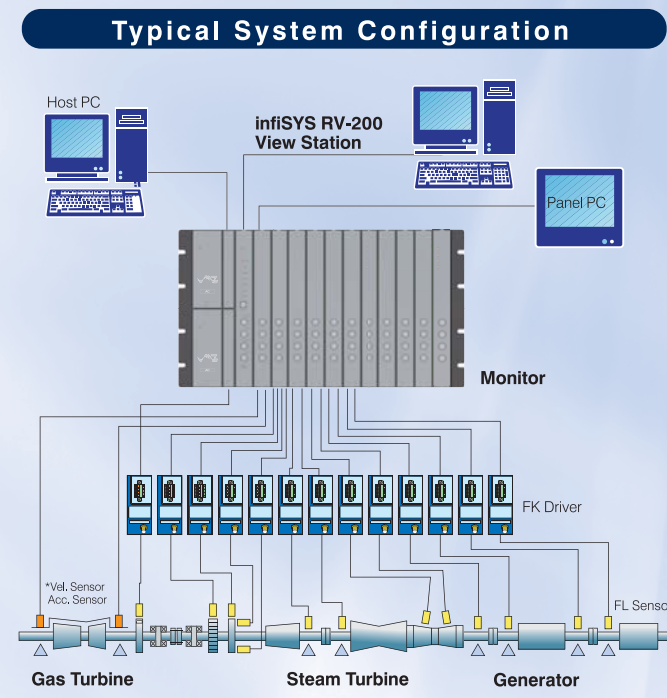 Typical System Configuration
Host PC
infiSYS RV-200
View Station
Panel PC
Monitor
FK Driver
*Vel. Sensor
Acc. Sensor
FL Senso
Gas Turbine
Steam Turbine
Generator